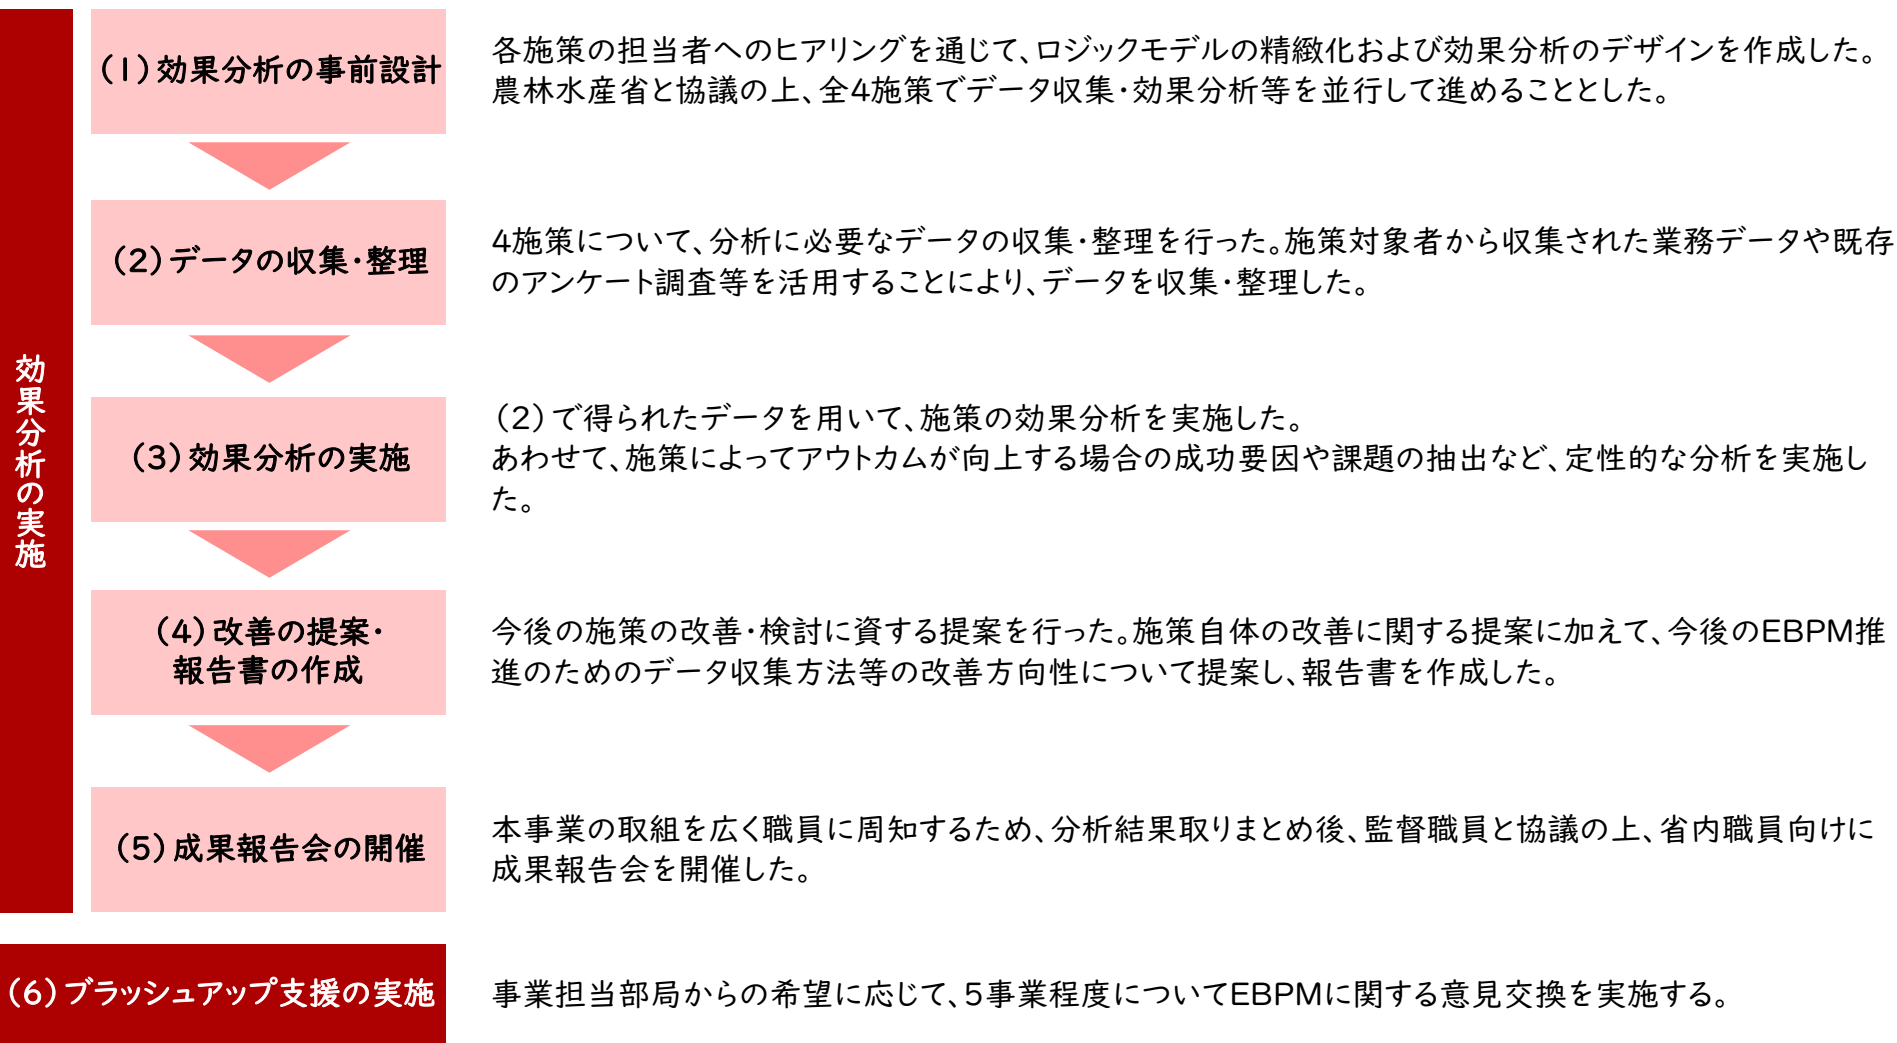 効果分析の実施
（1）効果分析の事前設計
各施策の担当者へのヒアリングを通じて、ロジックモデルの精緻化および効果分析のデザインを作成した。
農林水産省と協議の上、全4施策でデータ収集・効果分析等を並行して進めることとした。
（2）データの収集・整理
4施策について、分析に必要なデータの収集・整理を行った。施策対象者から収集された業務データや既存
のアンケート調査等を活用することにより、データを収集・整理した。
（3）効果分析の実施
（2）で得られたデータを用いて、施策の効果分析を実施した。
あわせて、施策によってアウトカムが向上する場合の成功要因や課題の抽出など、定性的な分析を実施し
た。
（4）改善の提案・
報告書の作成
今後の施策の改善・検討に資する提案を行った。施策自体の改善に関する提案に加えて、今後のEBPM推
進のためのデータ収集方法等の改善方向性について提案し、報告書を作成した。
（5）成果報告会の開催
本事業の取組を広く職員に周知するため、分析結果取りまとめ後、監督職員と協議の上、省内職員向けに
成果報告会を開催した。
（6）ブラッシュアップ支援の実施
事業担当部局からの希望に応じて、5事業程度についてEBPMに関する意見交換を実施する。